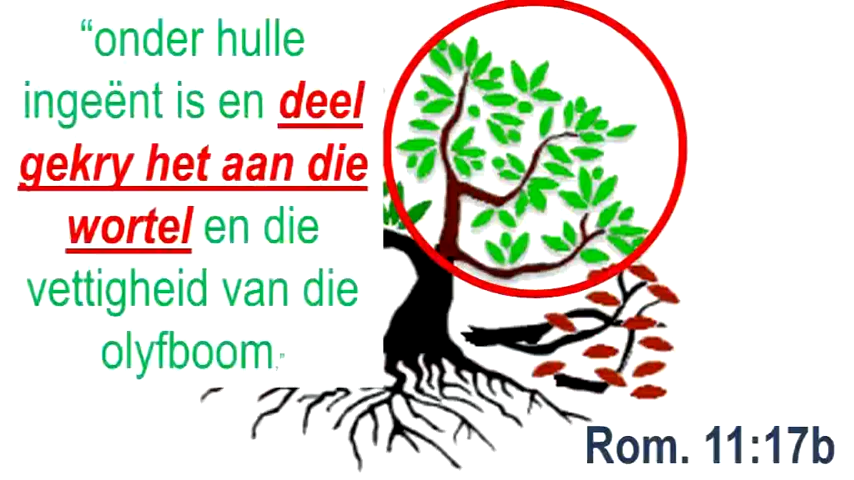 “onder hulle
ingeënt is en deel
gekry het aan die
wortel en die
vettigheid van die
olyfboom.”
Rom. 11:17b